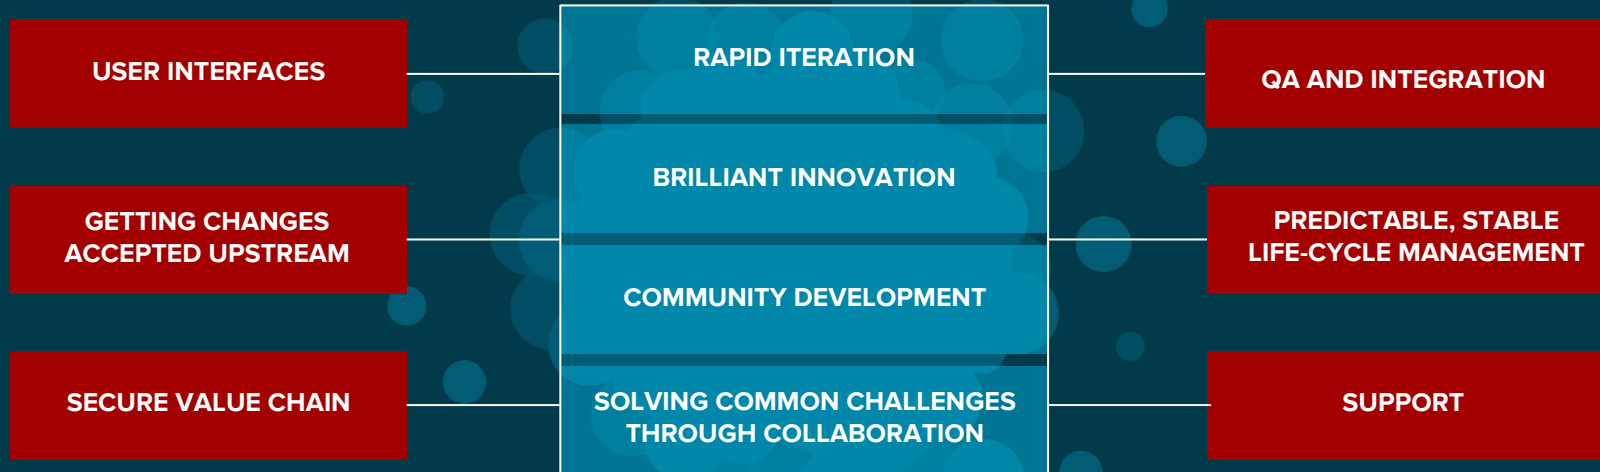 USER INTERFACES
GETTING CHANGES
ACCEPTED UPSTREAM
SECURE VALUE CHAIN
RAPID ITERATION
BRILLIANT INNOVATION
COMMUNITY DEVELOPMENT
SOLVING COMMON CHALLENGES
THROUGH COLLABORATION
QA AND INTEGRATION
PREDICTABLE, STABLE
LIFE-CYCLE MANAGEMENT
SUPPORT